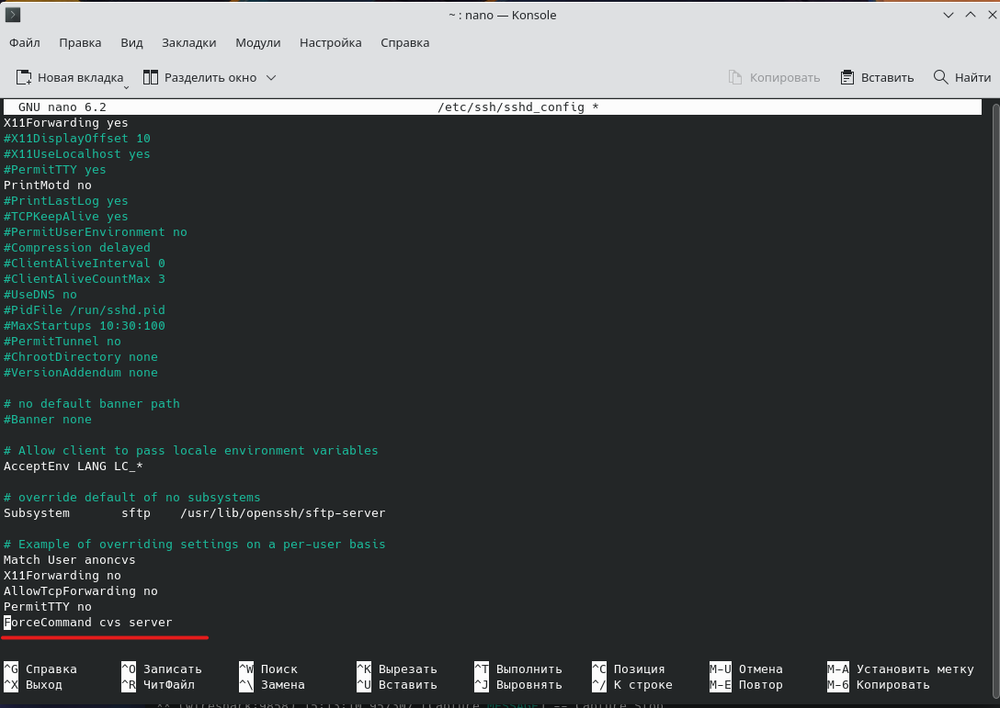 ~ : nano — Konsole
Файл Правка Вид Закладки Модули Настройка Справка
Новая вкладка Разделить окно Копировать Вставить Найти
GNU nano 6.2 /etc/ssh/sshd_config *
X11Forwarding yes
#X11DisplayOffset 10
#X11UseLocalhost yes
#PermitTTY yes
PrintMotd no
#PrintLastLog yes
#TCPKeepAlive yes
#PermitUserEnvironment no
#Compression delayed
#ClientAliveInterval 0
#ClientAliveCountMax 3
#UseDNS no
#PidFile /run/sshd.pid
#MaxStartups 10:30:100
#PermitTunnel no
#ChrootDirectory none
#VersionAddendum none
# no default banner path
#Banner none
# Allow client to pass locale environment variables
AcceptEnv LANG LC_*
# override default of no subsystems
Subsystem sftp /usr/lib/openssh/sftp-server
# Example of overriding settings on a per-user basis
Match User anoncvs
X11Forwarding no
AllowTcpForwarding no
PermitTTY no
ForceCommand cvs server
^G Справка ^O Записать ^W Поиск ^K Вырезать ^T Выполнить ^C Позиция M-U Отмена M-A Установить метку
^X Выход ^R ЧитФайл ^\ Замена ^U Вставить ^J Выровнять ^/ К строке M-E Повтор M-6 Копировать